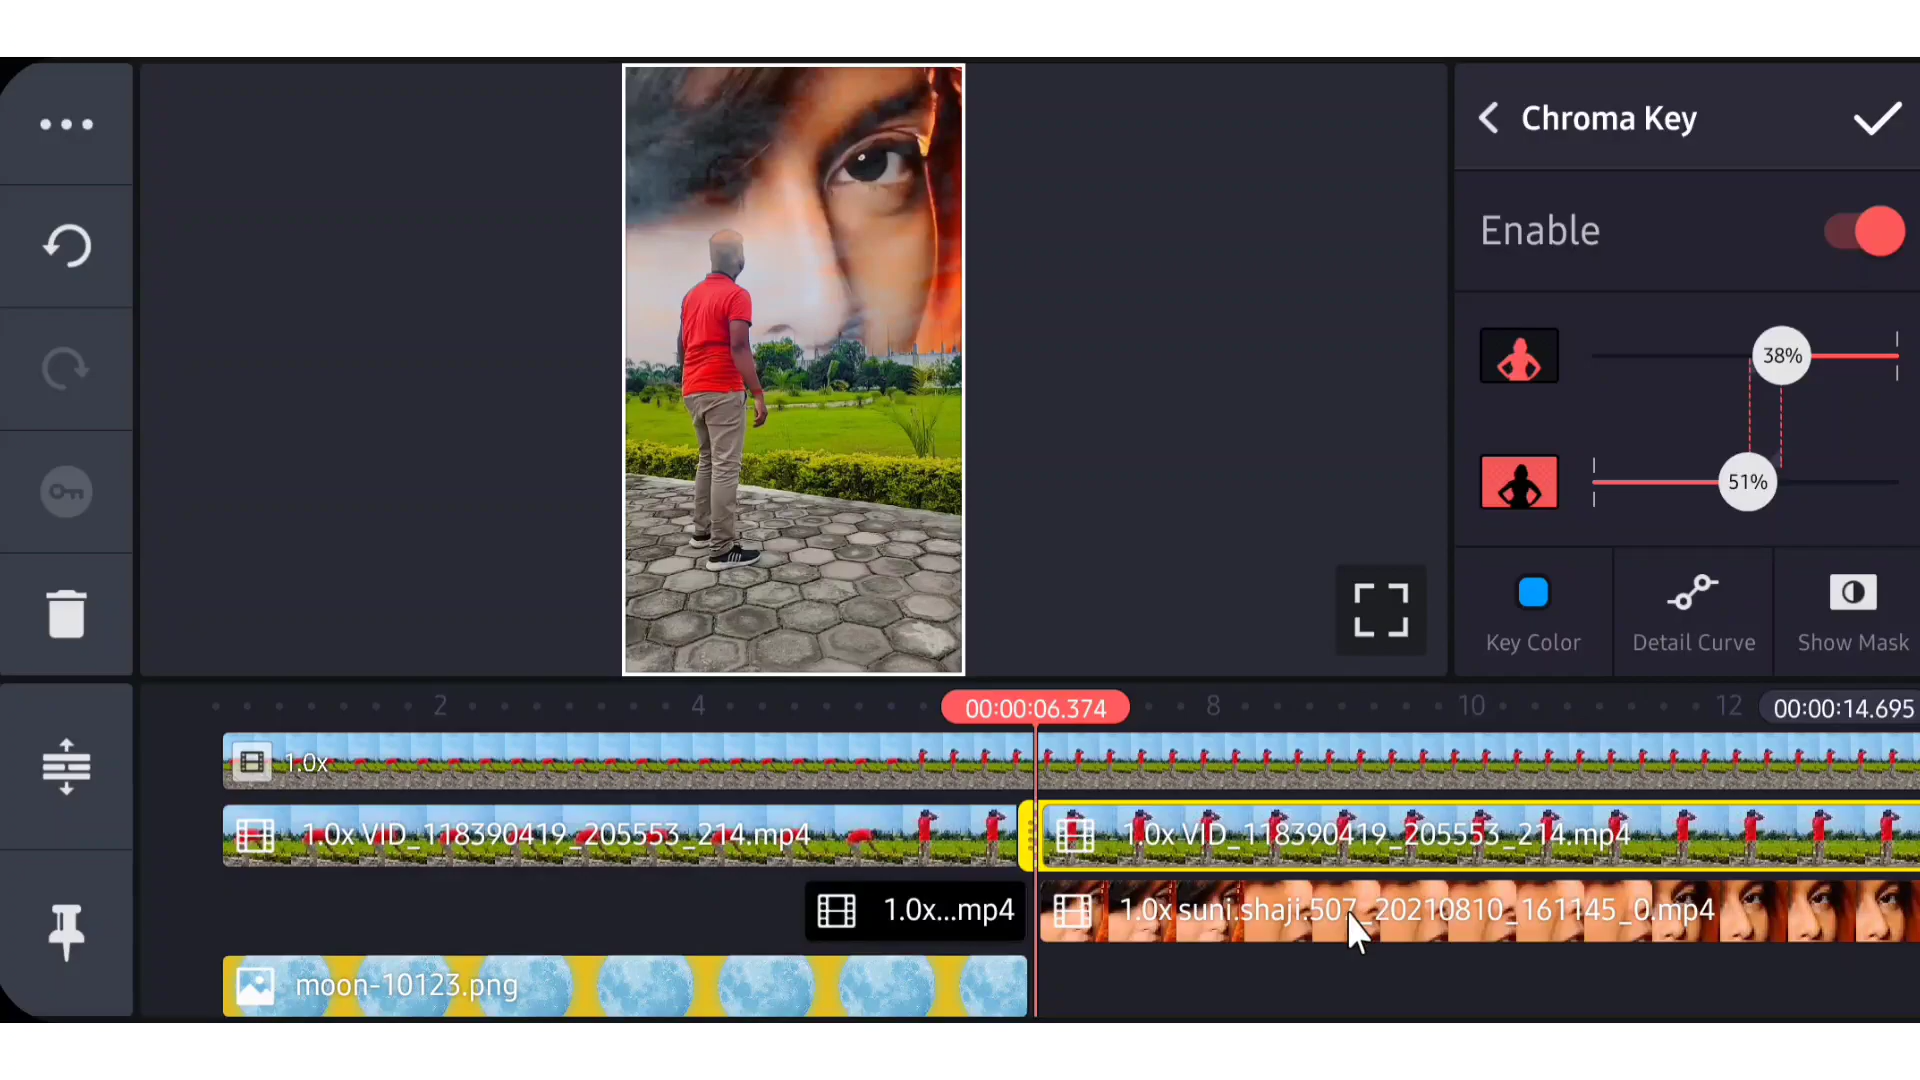 Chroma Key
Enable
38%
51%
Key Color
Detail Curve
Show Mask
2
4
00:00:06.374
8
10
12
00:00:14.695
1.0x
1.0x VID_118390419_205553_214.mp4
1.0x VID_118390419_205553_214.mp4
1.0x...mp4
1.0x suni.shaji.507_20210810_161145_0.mp4
moon-10123.png